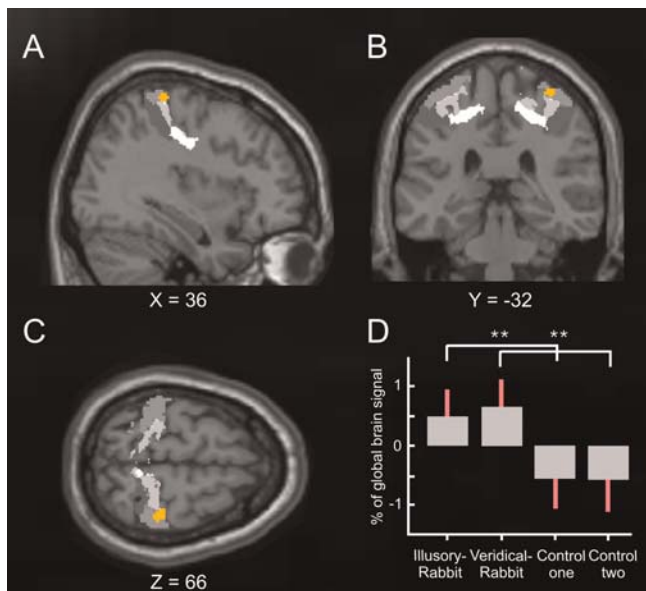 A
B
X = 36
Y = -32
C
D
** **
% of global brain signal
1
0
-1
Illusory-
Rabbit
Veridical-
Rabbit
Control
one
Control
two
Z = 66